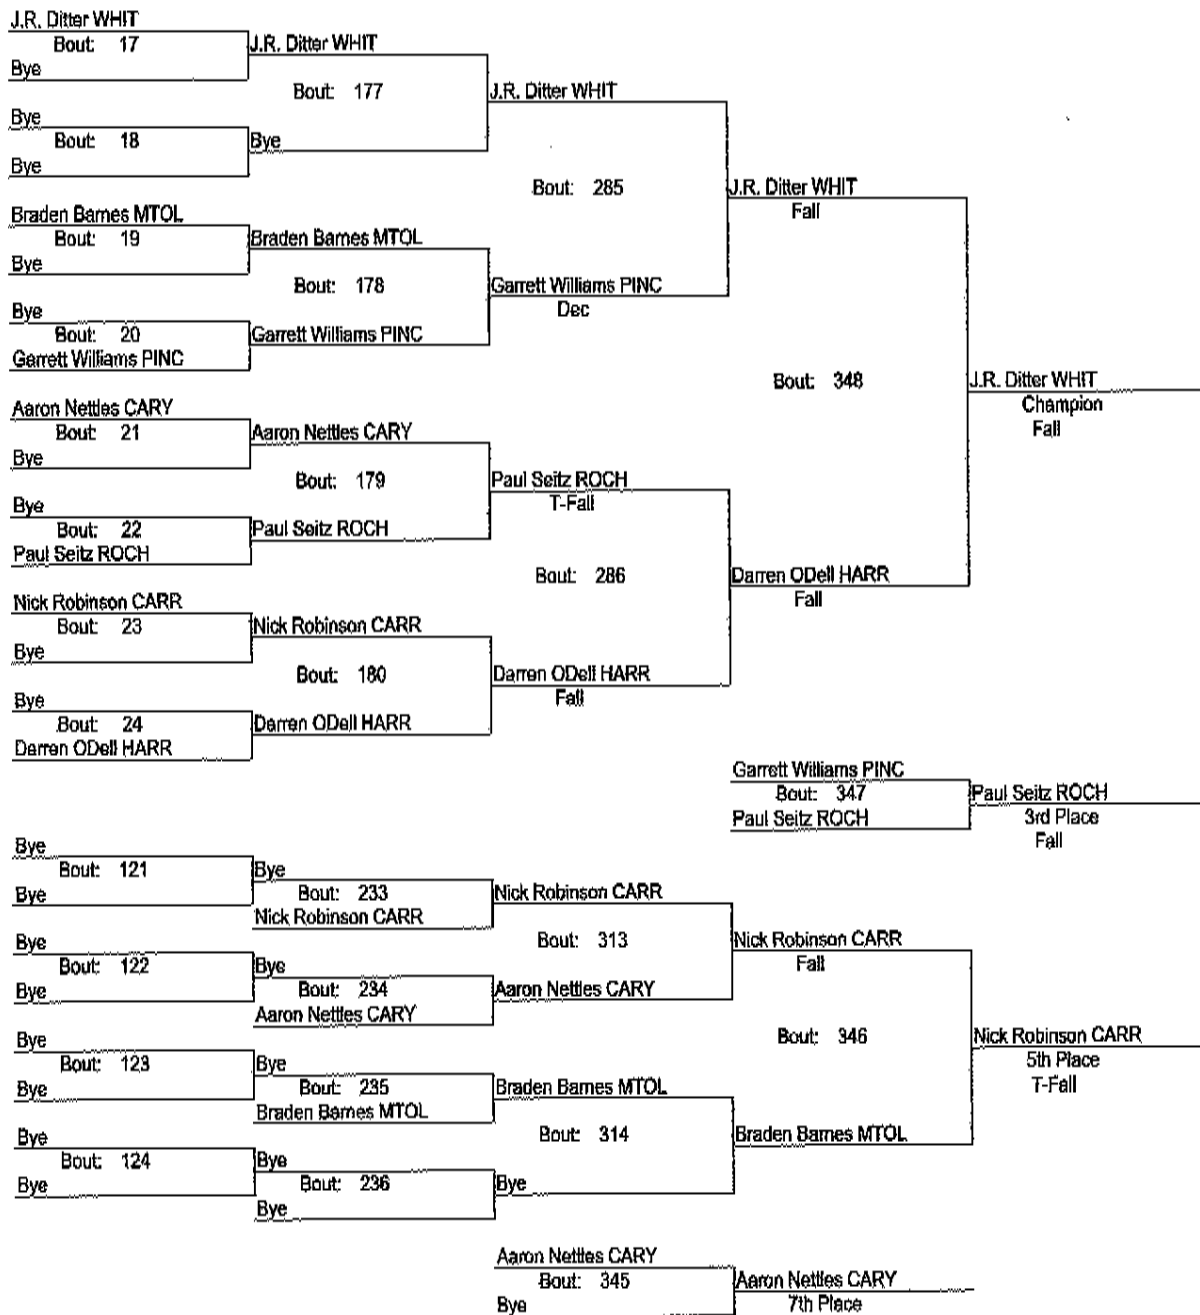 J.R. Ditter WHIT
Bout: 17
Bye
J.R. Ditter WHIT
Bout: 177
Bye
Bout: 18
Bye
Bye
J.R. Ditter WHIT
Bout: 285
Braden Barnes MTOL
Bout: 19
Bye
Braden Barnes MTOL
Bout: 178
Bye
Bout: 20
Garrett Williams PINC
Garrett Williams PINC
Garrett Williams PINC
Dec
J.R. Ditter WHIT
Fall
Bout: 348
Aaron Nettles CARY
Bout: 21
Bye
Aaron Nettles CARY
Bout: 179
Bye
Bout: 22
Paul Seitz ROCH
Paul Seitz ROCH
Paul Seitz ROCH
T-Fall
Bout: 286
Nick Robinson CARR
Bout: 23
Bye
Nick Robinson CARR
Bout: 180
Bye
Bout: 24
Darren ODell HARR
Darren ODell HARR
Darren ODell HARR
Fall
Darren ODell HARR
Fall
J.R. Ditter WHIT
Champion
Fall
Garrett Williams PINC
Bout: 347
Paul Seitz ROCH
Paul Seitz ROCH
3rd Place
Fall
Bye
Bout: 121
Bye
Bye
Bout: 233
Nick Robinson CARR
Nick Robinson CARR
Bout: 313
Bye
Bout: 122
Bye
Bye
Bout: 234
Aaron Nettles CARY
Aaron Nettles CARY
Nick Robinson CARR
Fall
Bout: 346
Bye
Bout: 123
Bye
Bye
Bout: 235
Braden Barnes MTOL
Braden Barnes MTOL
Bout: 314
Bye
Bout: 124
Bye
Bye
Bout: 236
Bye
Bye
Braden Barnes MTOL
Nick Robinson CARR
5th Place
T-Fall
Aaron Nettles CARY
Bout: 345
Bye
Aaron Nettles CARY
7th Place